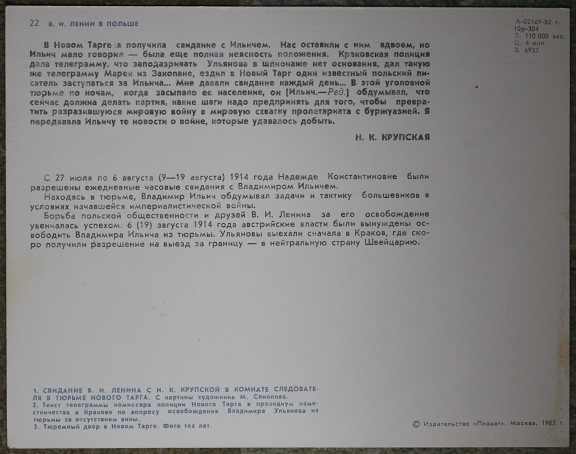 22 В. И. ЛЕНИН В ПОЛЬШЕ
А-02169-82 г.
10р-304
Т. 110 000 экз.
Ц. 4 коп.
З 6937
В Новом Тарге я получила свидание с Ильичем. Нас оставили с ним вдвоем, но
Ильич мало говорил — была еще полная неясность положения. Краковская полиция
дала телеграмму, что заподазривать Ульянова в шпионаже нет основания, дал такую
же телеграмму Марек из Закопане, ездил в Новый Тарг один известный польский пи-
сатель заступаться за Ильича... Мне давали свидание каждый день... В этой уголовной
тюрьме по ночам, когда засыпало ее население, он [Ильич.—Ред.] обдумывал, что
сейчас должна делать партия, какие шаги надо предпринять для того, чтобы превра-
тить разразившуюся мировую войну в мировую схватку пролетариата с буржуазией. Я
передавала Ильичу те новости о войне, которые удавалось добыть.
Н. К. КРУПСКАЯ
С 27 июля по 6 августа (9—19 августа) 1914 года Надежде Константиновне были
разрешены ежедневные часовые свидания с Владимиром Ильичем.
Находясь в тюрьме, Владимир Ильич обдумывал задачи и тактику большевиков в
условиях начавшейся империалистической войны.
Борьба польской общественности и друзей В. И. Ленина за его освобождение
увенчалась успехом. 6 (19) августа 1914 года австрийские власти были вынуждены ос-
вободить Владимира Ильича из тюрьмы. Ульяновы выехали сначала в Краков, где ско-
ро получили разрешение на выезд за границу — в нейтральную страну Швейцарию.
1. СВИДАНИЕ В. И. ЛЕНИНА С Н. К. КРУПСКОЙ В КОМНАТЕ СЛЕДОВАТЕ-
ЛЯ В ТЮРЬМЕ НОВОГО ТАРГА. С картины художника М. Соколова.
2. Текст телеграммы комиссара полиции Нового Тарга в президиум наме-
стничества в Кракове по вопросу освобождения Владимира Ульянова из
тюрьмы за отсутствием вины.
3. Тюремный двор в Новом Тарге. Фото тех лет.
© Издательство «Плакат». Москва, 1983 г.